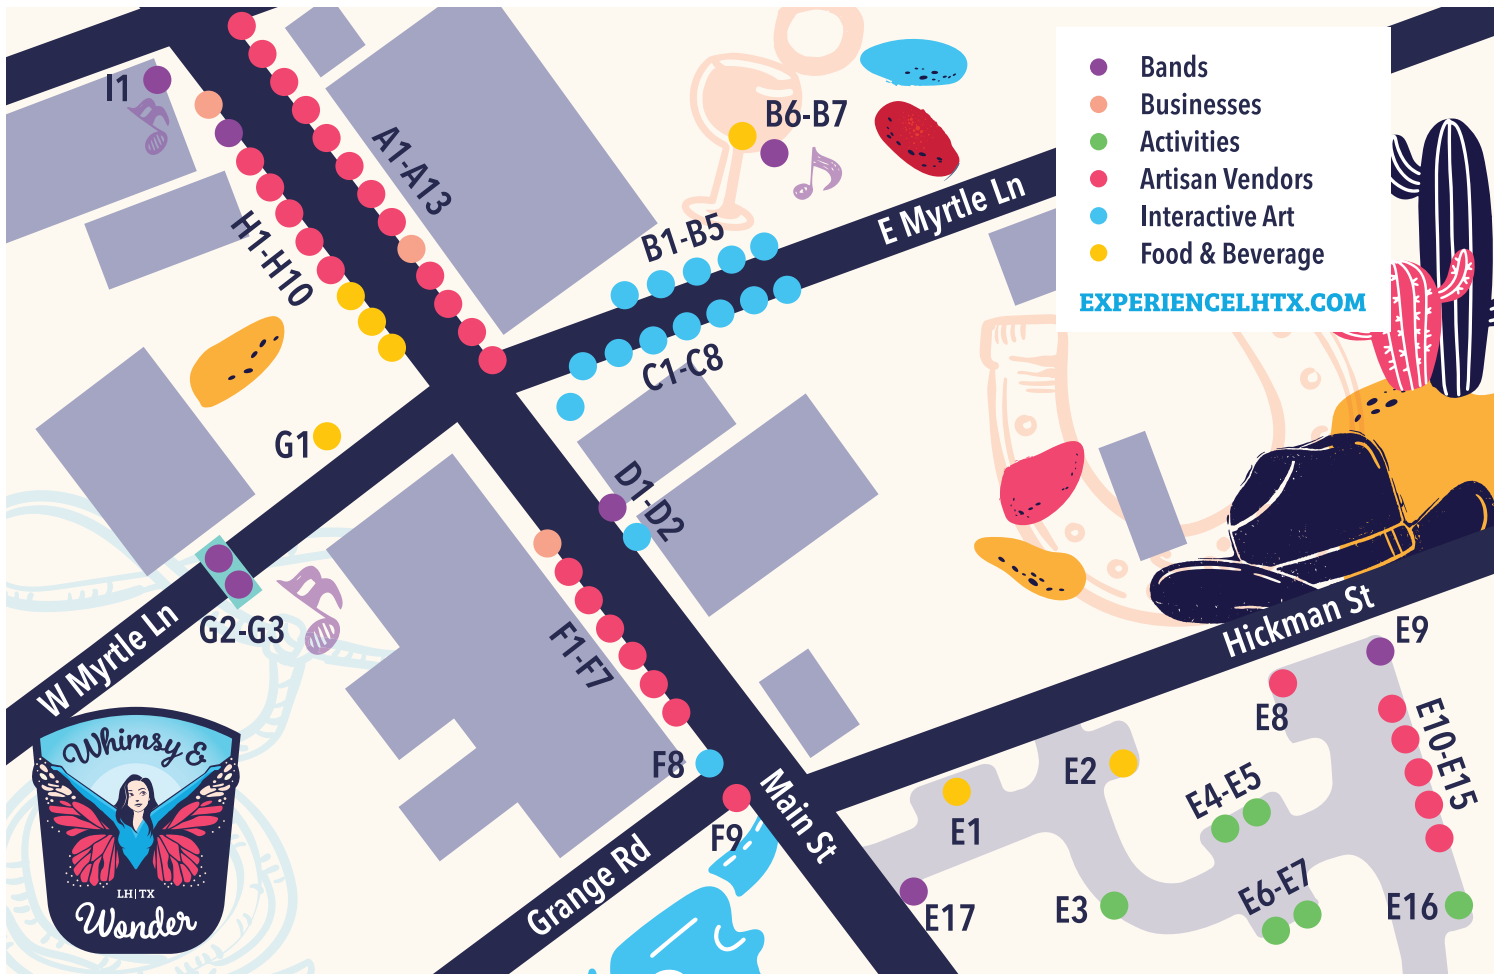 I1
A1-A13
H1-H10
B6-B7
B1-B5
E Myrtle Ln
C1-C8
Bands
Businesses
Activities
Artisan Vendors
Interactive Art
Food & Beverage
EXPERIENCELHTX.COM
G1
D1-D2
G2-G3
W Myrtle Ln
F1-F7
Hickman St
E9
E8
E10-E15
F8
E2
E4-E5
Main St
F9
E1
Grange Rd
E17
E3
E6-E7
E16
Whimsy &
LH|TX
Wonder